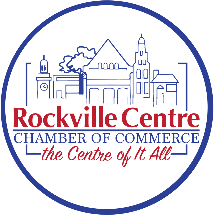 Rockville Centre
CHAMBER OF COMMERCE
the Centre of It All